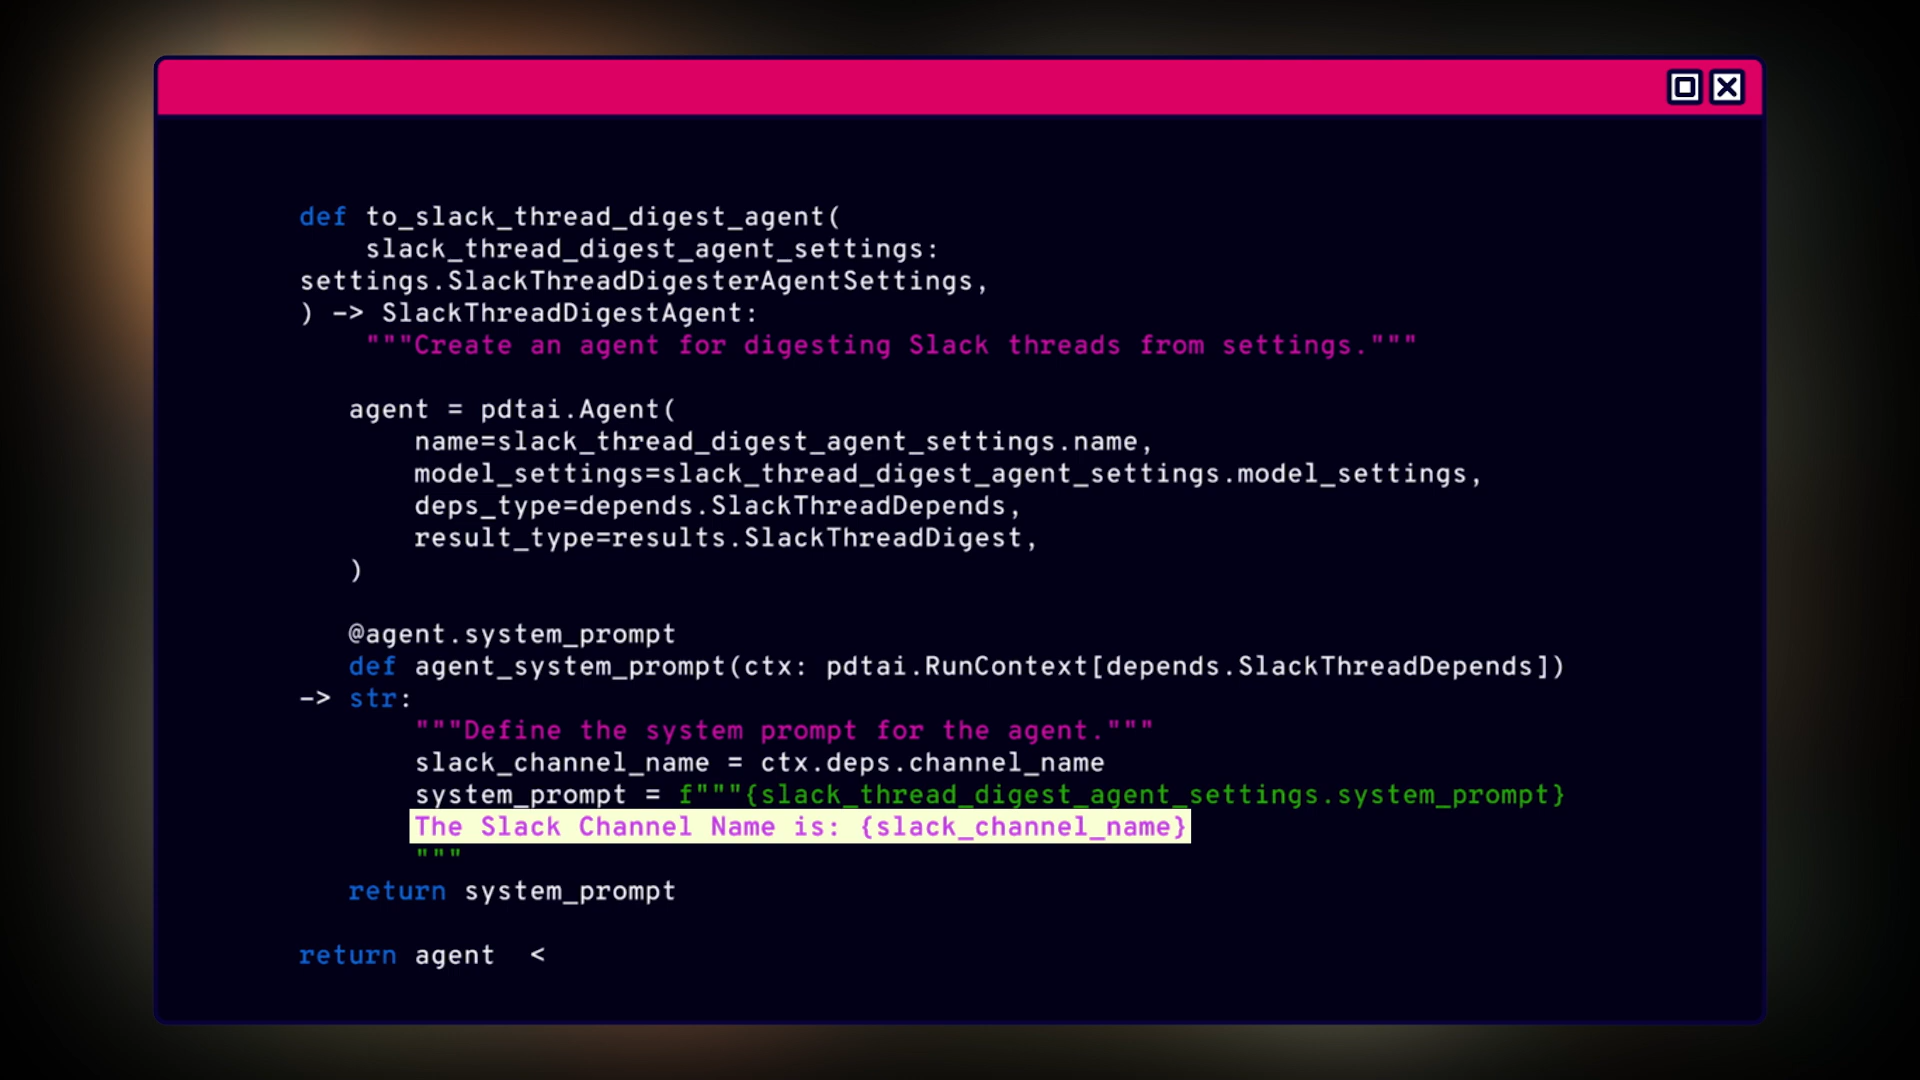 def to_slack_thread_digest_agent(
slack_thread_digest_agent_settings:
settings.SlackThreadDigesterAgentSettings,
) -> SlackThreadDigestAgent:
"""Create an agent for digesting Slack threads from settings."""
agent = pdtai.Agent(
name=slack_thread_digest_agent_settings.name,
model_settings=slack_thread_digest_agent_settings.model_settings,
deps_type=depends.SlackThreadDepends,
result_type=results.SlackThreadDigest,
)
@agent.system_prompt
def agent_system_prompt(ctx: pdtai.RunContext[depends.SlackThreadDepends])
-> str:
"""Define the system prompt for the agent."""
slack_channel_name = ctx.deps.channel_name
system_prompt = f"""{slack_thread_digest_agent_settings.system_prompt}
The Slack Channel Name is: {slack_channel_name}
"""
return system_prompt
return agent <